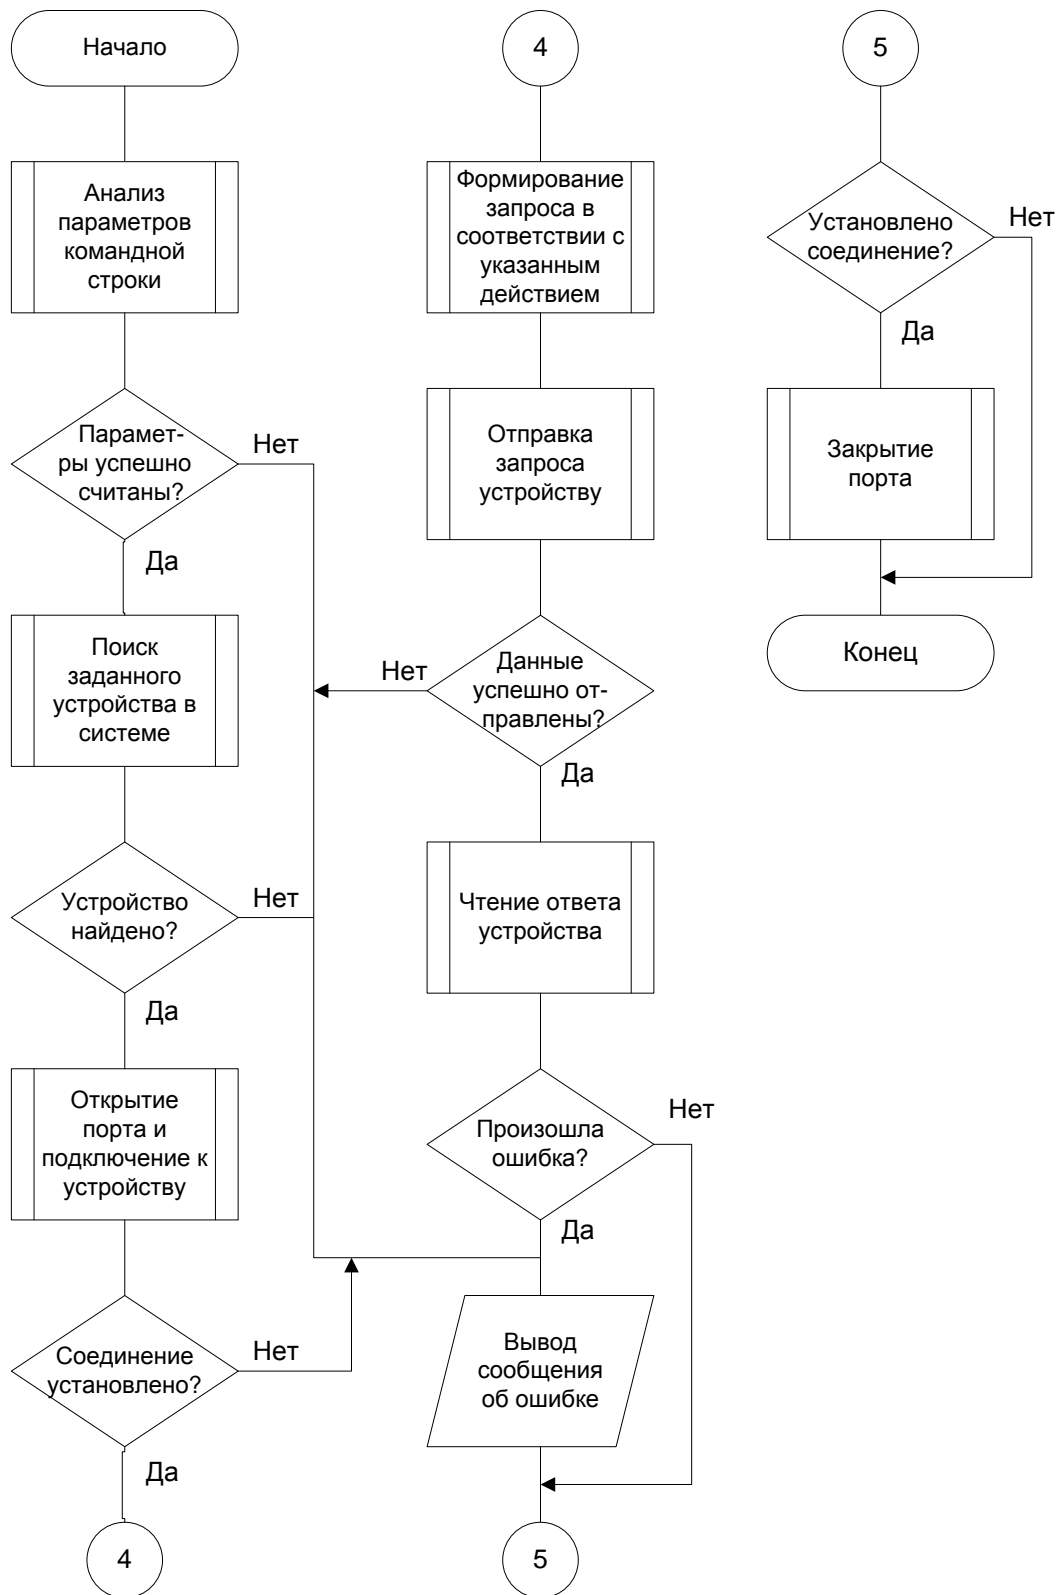 Начало
Анализ
параметров
командной
строки
Парамет-
ры успешно
считаны?
Нет
Да
Поиск
заданного
устройства в
системе
Устройство
найдено?
Нет
Да
Открытие
порта и
подключение к
устройству
Соединение
установлено?
Нет
Да
4
4
Формирование
запроса в
соответствии с
указанным
действием
Отправка
запроса
устройству
Данные
успешно от-
правлены?
Нет
Да
Чтение ответа
устройства
Произошла
ошибка?
Нет
Да
Вывод
сообщения
об ошибке
5
5
Установлено
соединение?
Нет
Да
Закрытие
порта
Конец